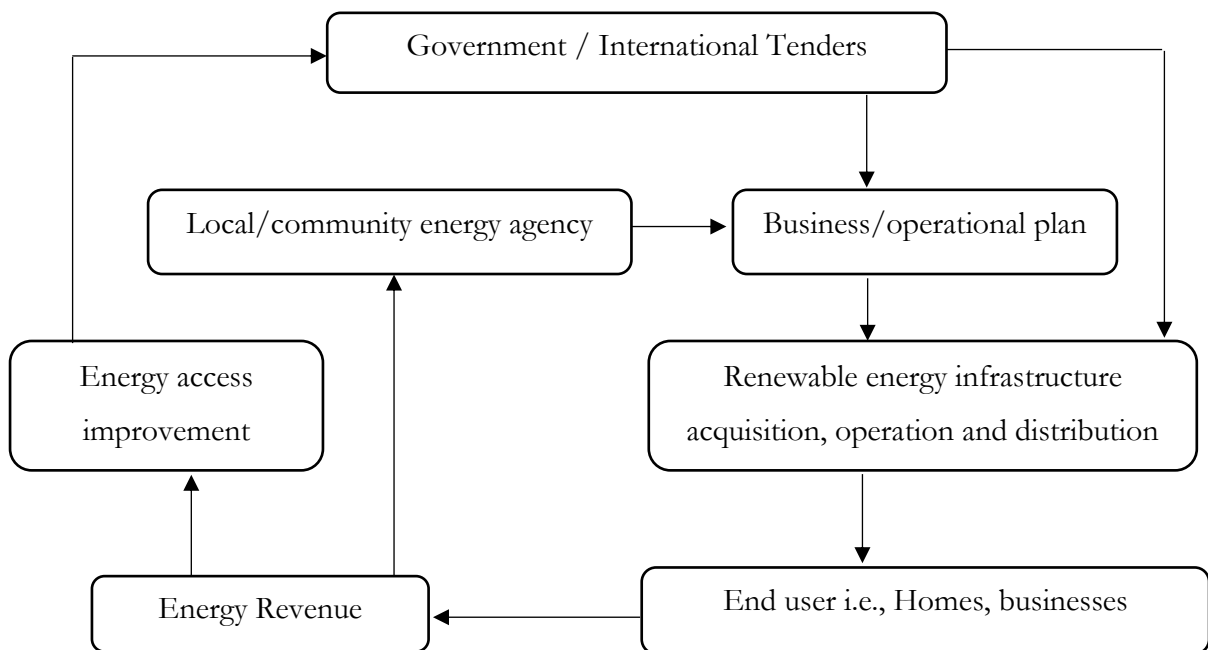 Government / International Tenders
Local/community energy agency
Business/operational plan
Energy access
improvement
Renewable energy infrastructure
acquisition, operation and distribution
Energy Revenue
End user i.e., Homes, businesses